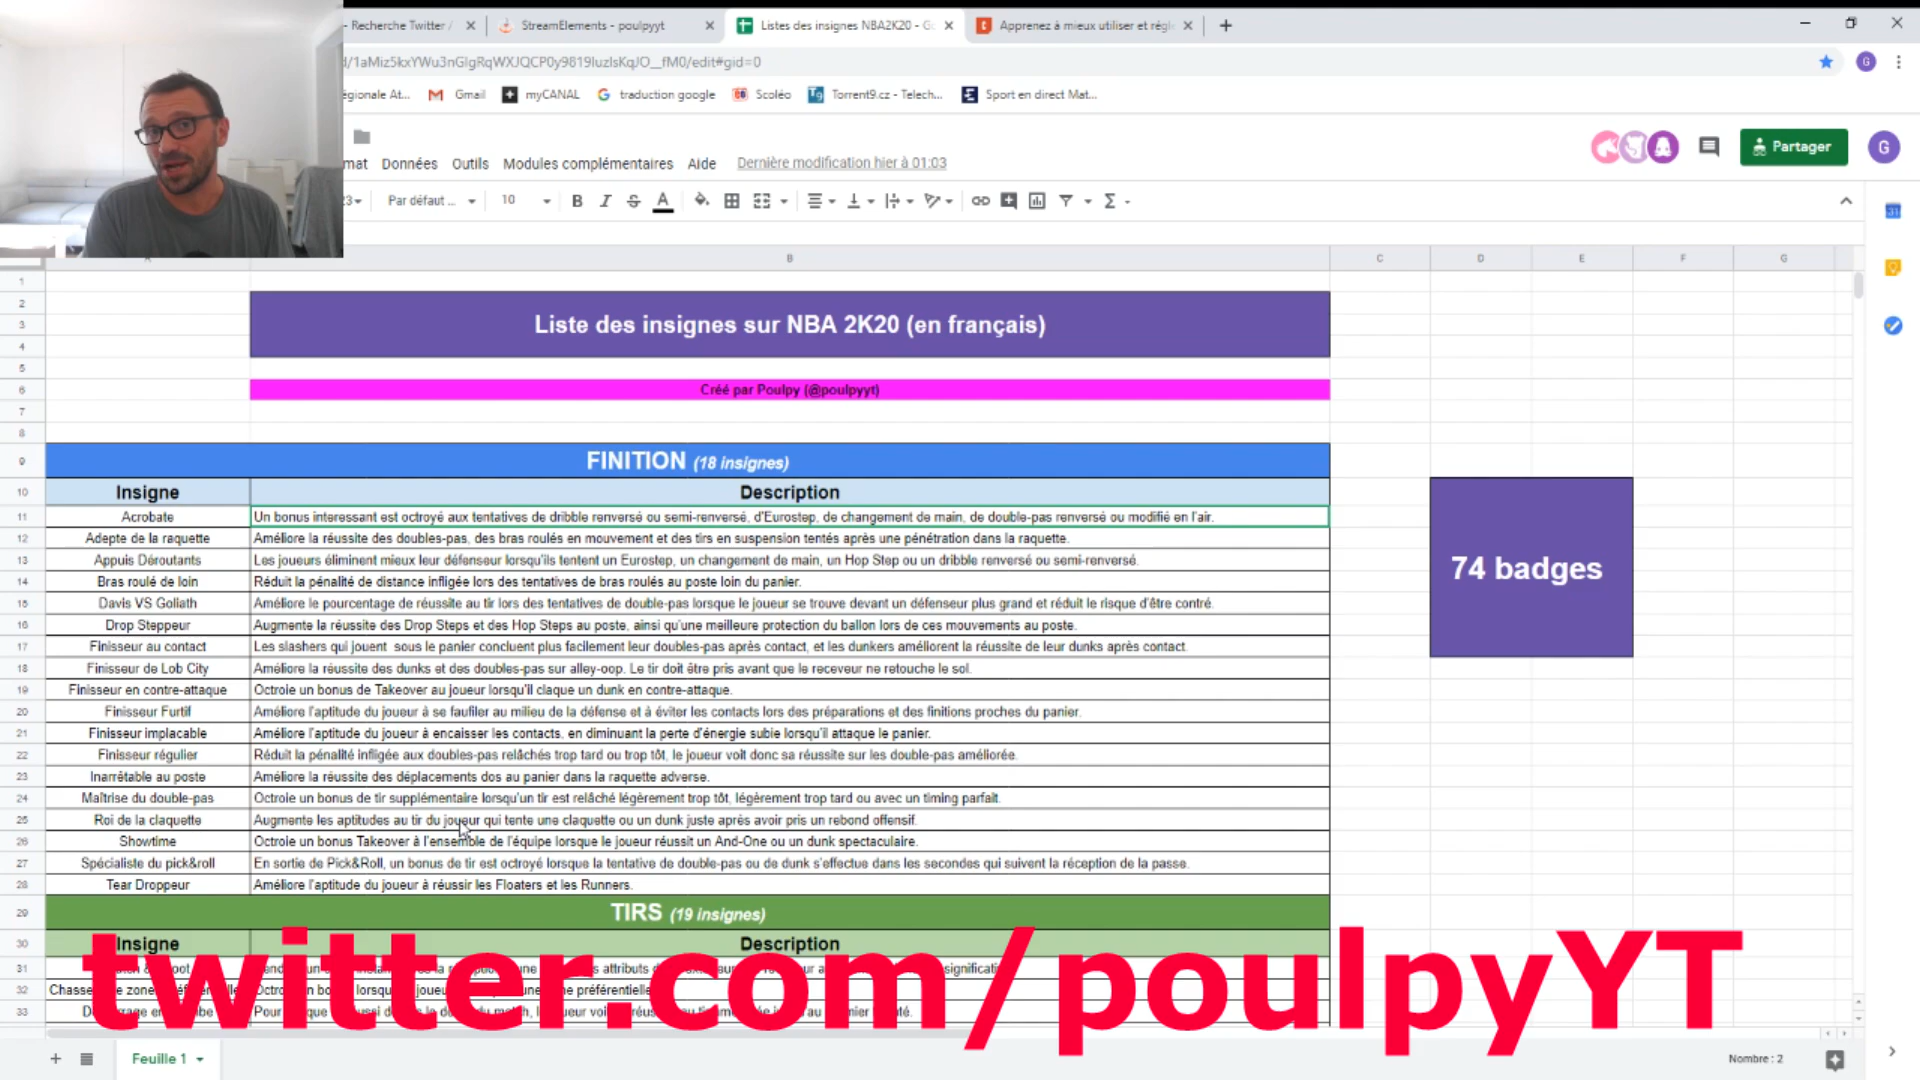 - Recherche Twitter /
StreamElements - poulpyyt
Listes des insignes NBA2K20 - Go
Apprenez à mieux utiliser et régl
d/1aMiz5kxYWu3nGlgRqWXJQCP0y9819IuzlsKqJO__fM0/edit#gid=0
G
égionale At...
Gmail
myCANAL
traduction google
Scoléo
Torrent9.cz - Telech...
Sport en direct Mat...
mat
Données
Outils
Modules complémentaires
Aide
Dernière modification hier à 01:03
Partager
G
Par défaut ...
10
A B C D E F G
Liste des insignes sur NBA 2K20 (en français)
Créé par Poulpy (@poulpyyt)
FINITION (18 insignes)
Insigne Description
Acrobate Un bonus interessant est octroyé aux tentatives de dribble renversé ou semi-renversé, d'Eurostep, de changement de main, de double-pas renversé ou modifié en l'air.
Adepte de la raquette Améliore la réussite des doubles-pas, des bras roulés en mouvement et des tirs en suspension tentés après une pénétration dans la raquette.
Appuis Déroutants Les joueurs éliminent mieux leur défenseur lorsqu'ils tentent un Eurostep, un changement de main, un Hop Step ou un dribble renversé ou semi-renversé.
Bras roulé de loin Réduit la pénalité de distance infligée lors des tentatives de bras roulés au poste loin du panier.
Davis VS Goliath Améliore le pourcentage de réussite au tir lors des tentatives de double-pas lorsque le joueur se trouve devant un défenseur plus grand et réduit le risque d'être contré.
Drop Steppeur Augmente la réussite des Drop Steps et des Hop Steps au poste, ainsi qu'une meilleure protection du ballon lors de ces mouvements au poste.
Finisseur au contact Les slashers qui jouent sous le panier concluent plus facilement leur doubles-pas après contact, et les dunkers améliorent la réussite de leur dunks après contact.
Finisseur de Lob City Améliore la réussite des dunks et des doubles-pas sur alley-oop. Le tir doit être pris avant que le receveur ne retouche le sol.
Finisseur en contre-attaque Octroie un bonus de Takeover au joueur lorsqu'il claque un dunk en contre-attaque.
Finisseur Furtif Améliore l'aptitude du joueur à se faufiler au milieu de la défense et à éviter les contacts lors des préparations et des finitions proches du panier.
Finisseur implacable Améliore l'aptitude du joueur à encaisser les contacts, en diminuant la perte d'énergie subie lorsqu'il attaque le panier.
Finisseur régulier Réduit la pénalité infligée aux doubles-pas relâchés trop tard ou trop tôt, le joueur voit donc sa réussite sur les double-pas améliorée.
Inarrêtable au poste Améliore la réussite des déplacements dos au panier dans la raquette adverse.
Maîtrise du double-pas Octroie un bonus de tir supplémentaire lorsqu'un tir est relâché légèrement trop tôt, légèrement trop tard ou avec un timing parfait.
Roi de la claquette Augmente les aptitudes au tir du joueur qui tente une claquette ou un dunk juste après avoir pris un rebond offensif.
Showtime Octroie un bonus Takeover à l'ensemble de l'équipe lorsque le joueur réussit un And-One ou un dunk spectaculaire.
Spécialiste du pick&roll En sortie de Pick&Roll, un bonus de tir est octroyé lorsque la tentative de double-pas ou de dunk s'effectue dans les secondes qui suivent la réception de la passe.
Tear Droppeur Améliore l'aptitude du joueur à réussir les Floaters et les Runners.
74 badges
TIRS (19 insignes)
Insigne Description
twitter.com/poulpyYT
Feuille 1
Nombre : 2